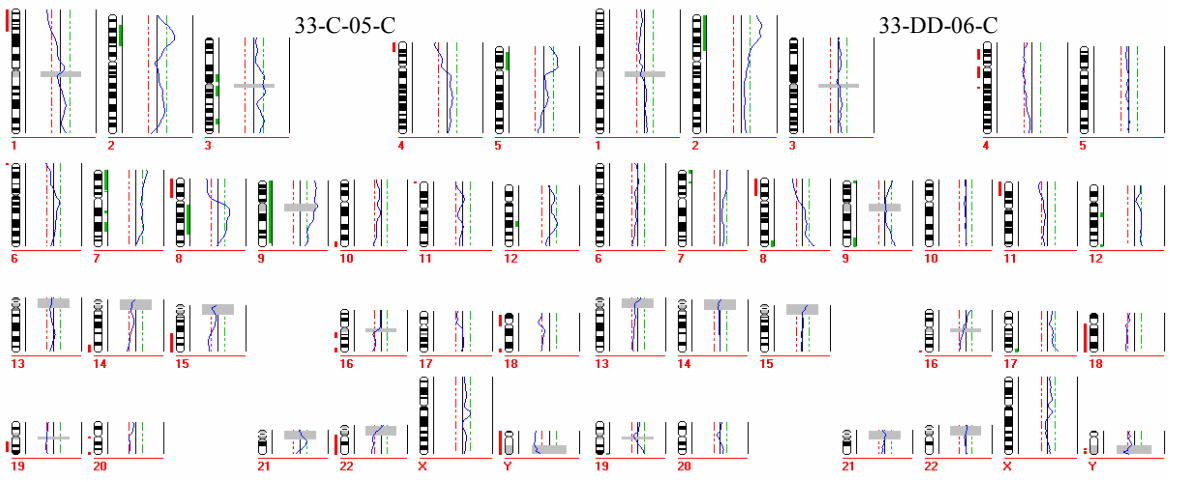 33-C-05-C 33-DD-06-C
1 2 3 4 5 1 2 3 4 5
6 7 8 9 10 11 12 6 7 8 9 10 11 12
13 14 15 16 17 18 13 14 15 16 17 18
19 20 21 22 X Y 19 20 21 22 X Y